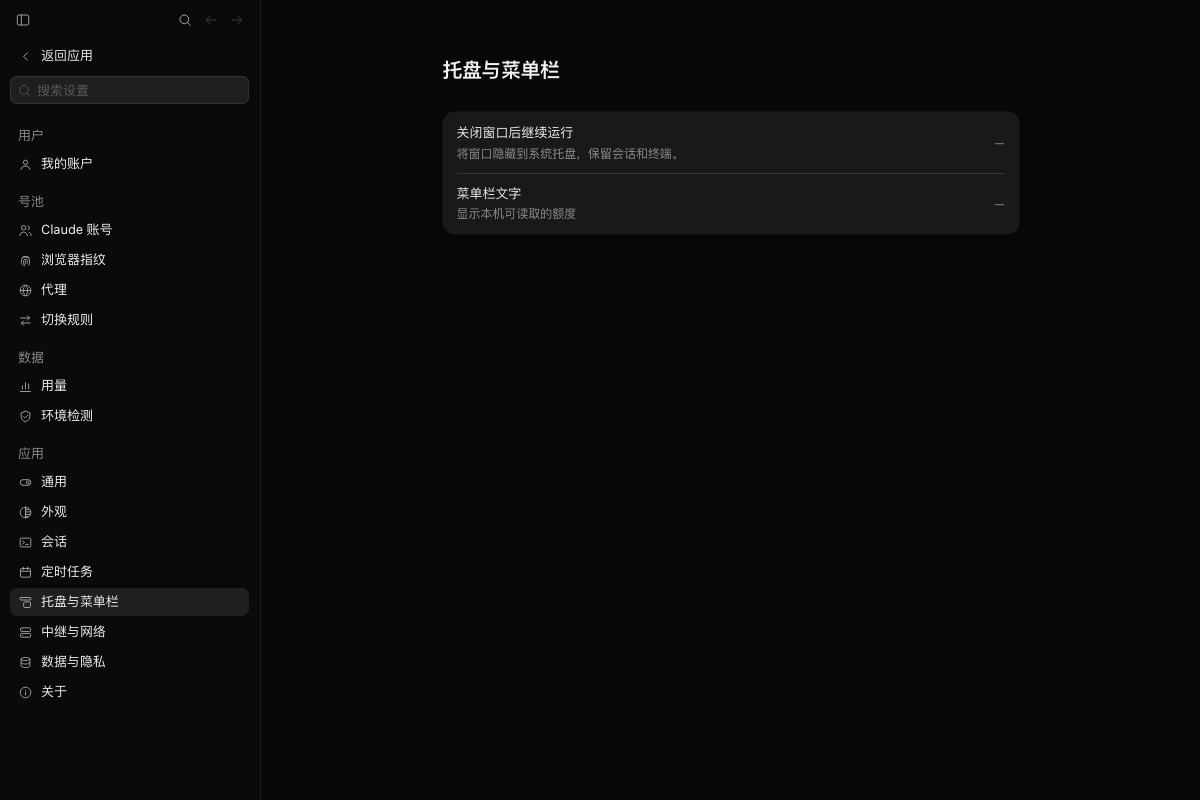 返回应用
搜索设置
用户
我的账户
号池
Claude 账号
浏览器指纹
代理
切换规则
数据
用量
环境检测
应用
通用
外观
会话
定时任务
托盘与菜单栏
中继与网络
数据与隐私
关于
托盘与菜单栏
关闭窗口后继续运行
将窗口隐藏到系统托盘，保留会话和终端。
—
菜单栏文字
显示本机可读取的额度
—